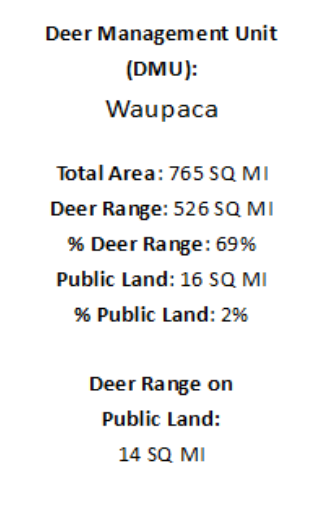 Deer Management Unit
(DMU):
Waupaca
Total Area: 765 SQ MI
Deer Range: 526 SQ MI
% Deer Range: 69%
Public Land: 16 SQ MI
% Public Land: 2%
Deer Range on
Public Land:
14 SQ MI